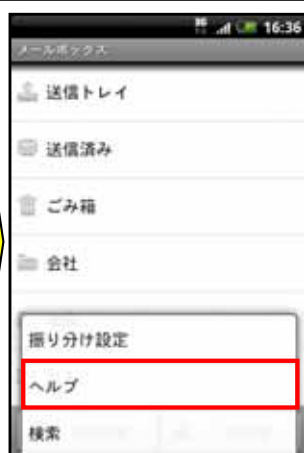 16:36
メールボックス
送信トレイ
送信済み
ごみ箱
会社
振り分け設定
ヘルプ
検索